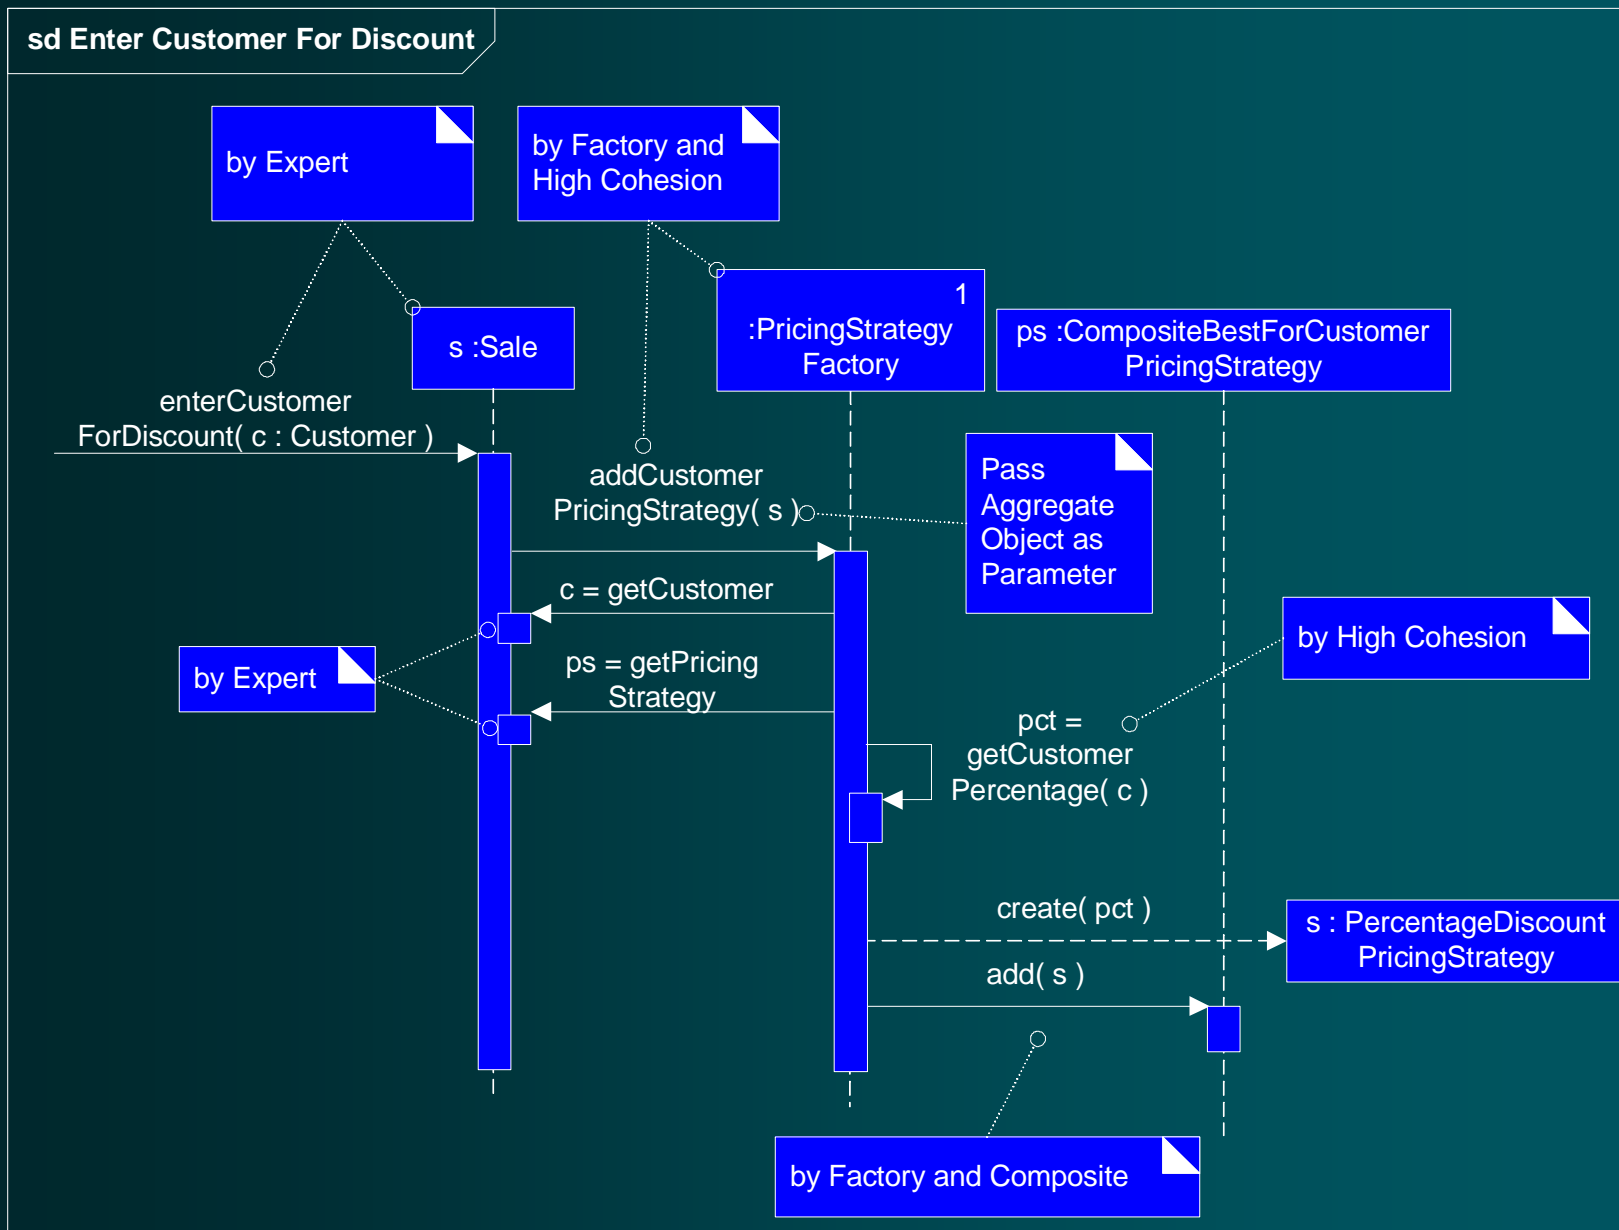 sd Enter Customer For Discount
by Expert
by Factory and
High Cohesion
1
:PricingStrategy
Factory
s :Sale
ps :CompositeBestForCustomer
PricingStrategy
enterCustomer
ForDiscount( c : Customer )
addCustomer
PricingStrategy( s )
Pass
Aggregate
Object as
Parameter
c = getCustomer
by High Cohesion
by Expert
ps = getPricing
Strategy
pct =
getCustomer
Percentage( c )
create( pct )
s : PercentageDiscount
PricingStrategy
add( s )
by Factory and Composite